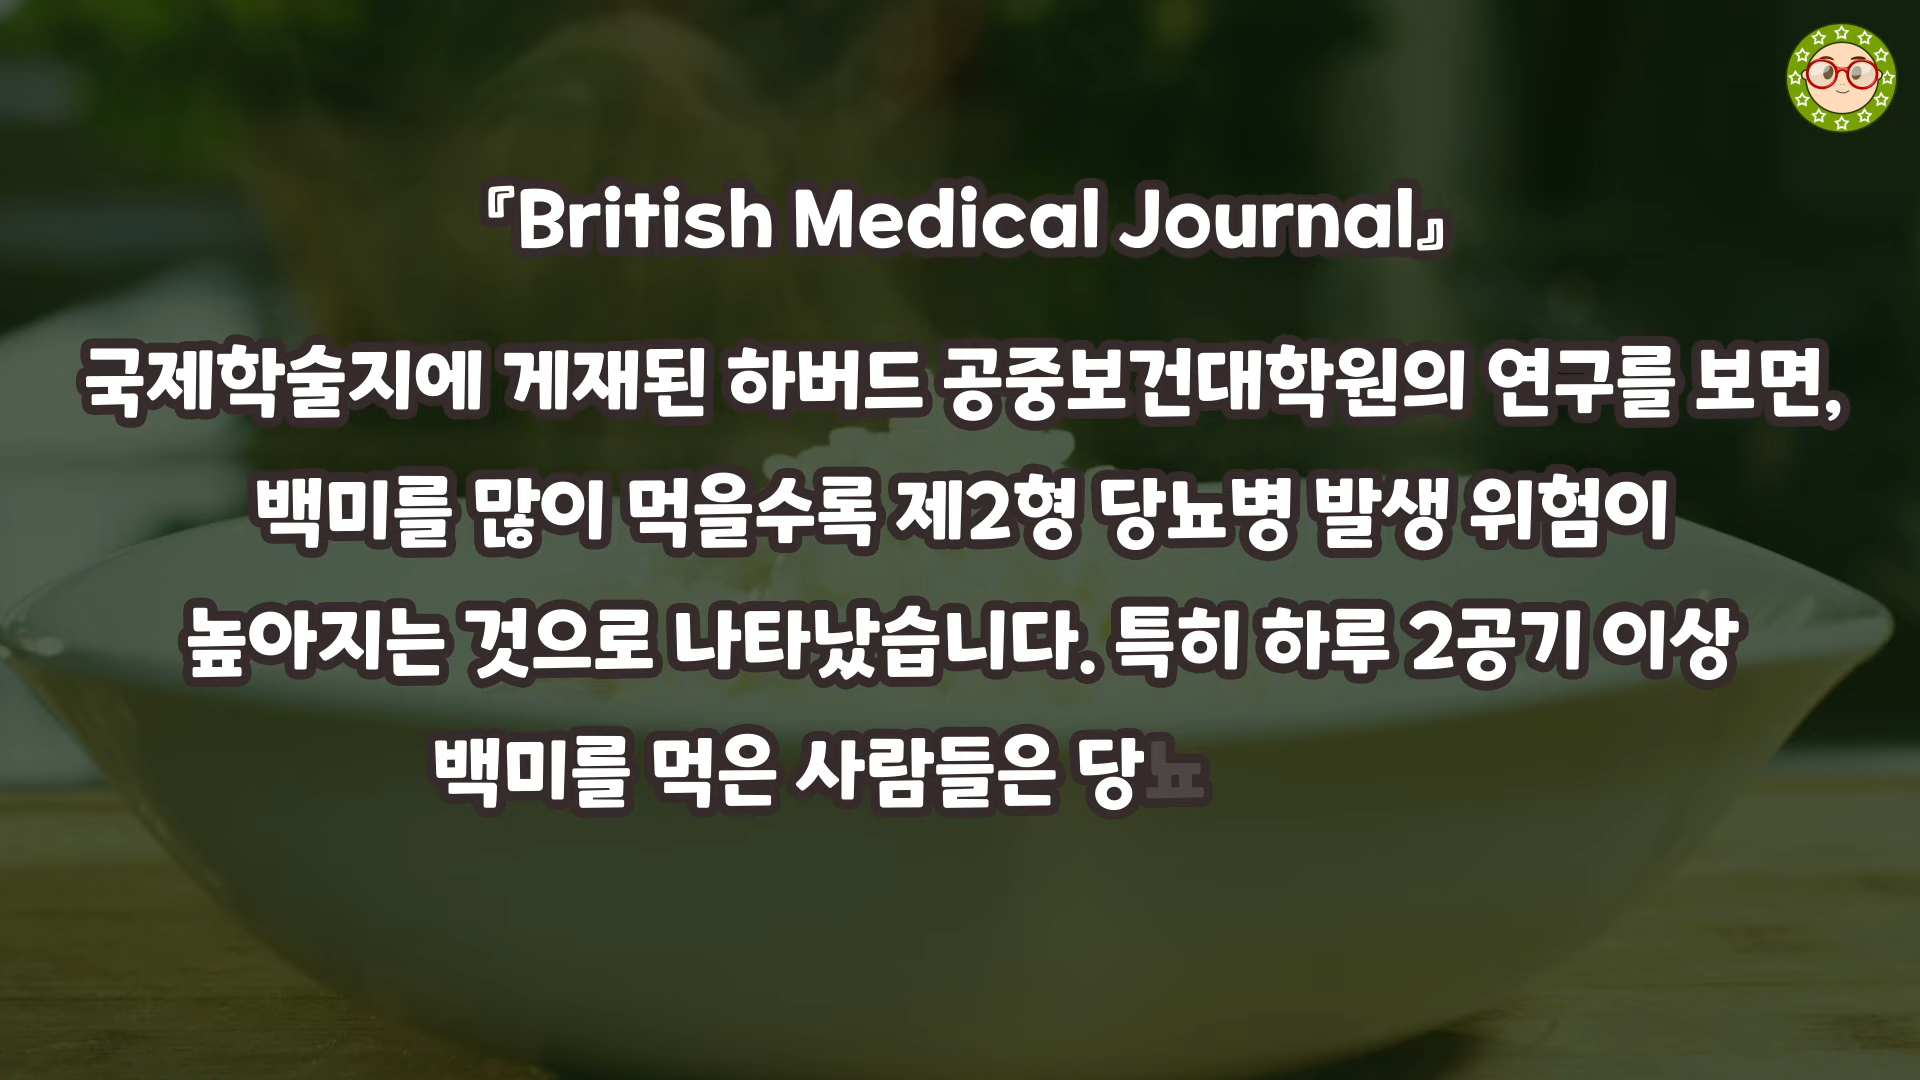 『British Medical Journal』
국제학술지에 게재된 하버드 공중보건대학원의 연구를 보면,
백미를 많이 먹을수록 제2형 당뇨병 발생 위험이
높아지는 것으로 나타났습니다. 특히 하루 2공기 이상
백미를 먹은 사람들은 당뇨